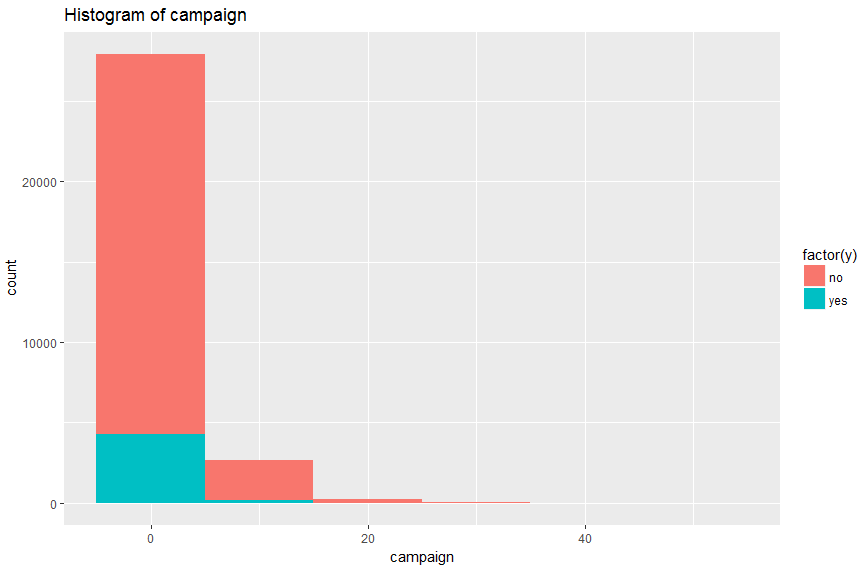 Histogram of campaign
20000
10000
0
count
0 20 40
campaign
factor(y)
no
yes